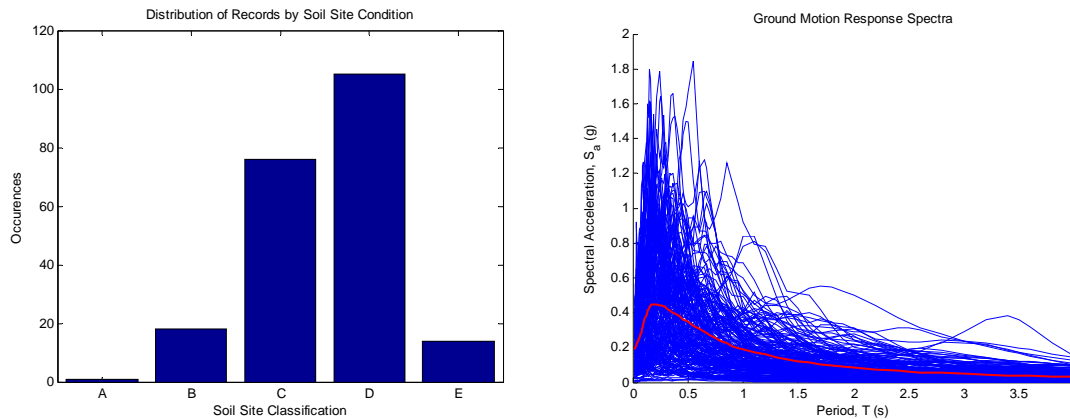 Distribution of Records by Soil Site Condition
120
100
80
60
40
20
0
Occurences
A B C D E
Soil Site Classification
Ground Motion Response Spectra
2
1.8
1.6
1.4
1.2
1
0.8
0.6
0.4
0.2
0
Spectral Acceleration, S_a (g)
0 0.5 1 1.5 2 2.5 3 3.5
Period, T (s)